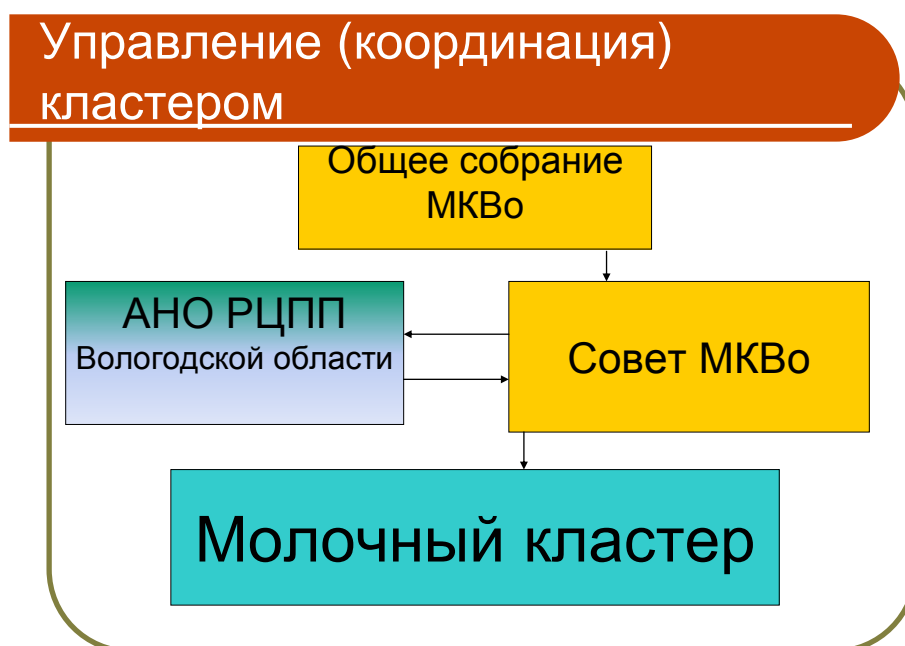 Управление (координация)
кластером
Общее собрание
МКВо
АНО РЦПП
Вологодской области
Совет МКВо
Молочный кластер